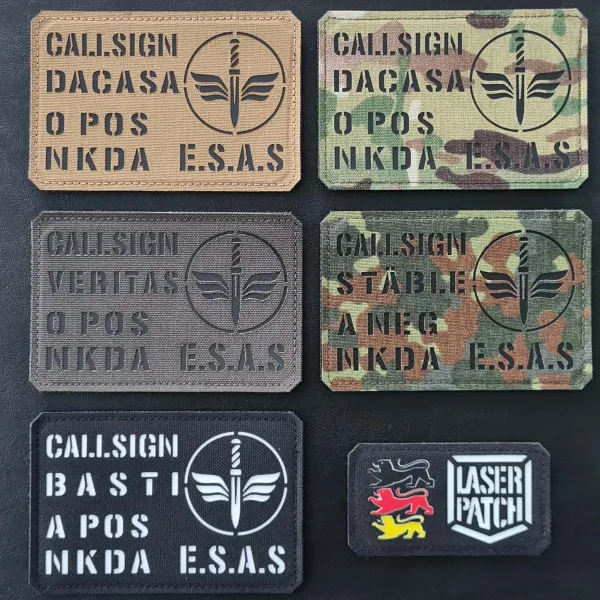 CALLSIGN
DACASA
O POS
NKDA E.S.A.S
CALLSIGN
DACASA
O POS
NKDA E.S.A.S
CALLSIGN
VERITAS
O POS
NKDA E.S.A.S
CALLSIGN
STÄBLE
A NEG
NKDA E.S.A.S
CALLSIGN
BASTI
A POS
NKDA E.S.A.S
LASER
PATCH